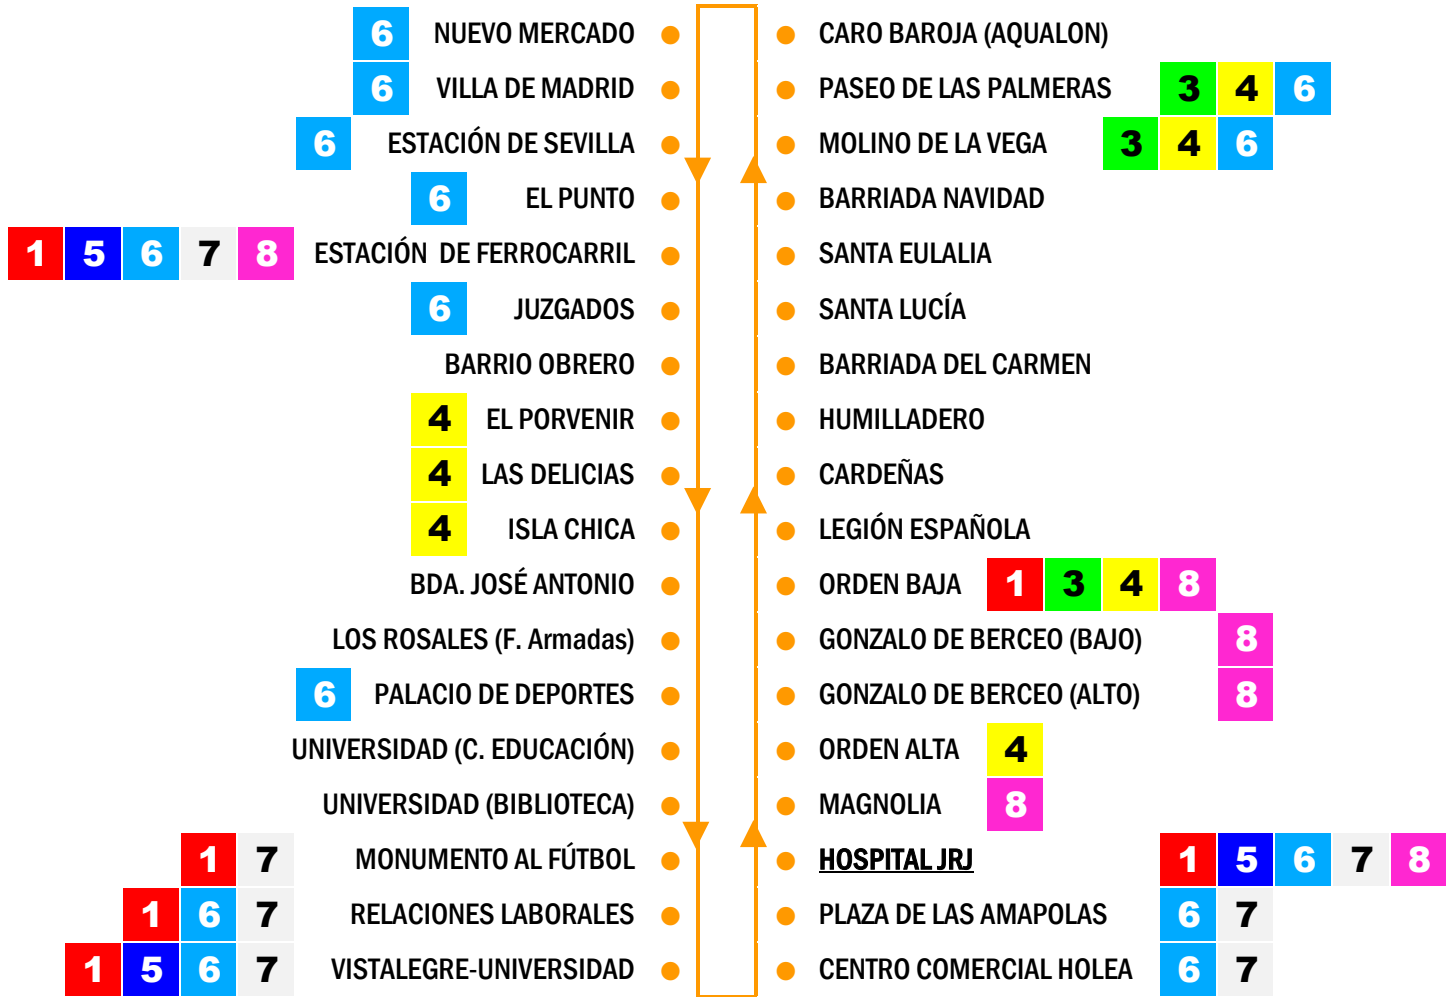 6 NUEVO MERCADO
6 VILLA DE MADRID
6 ESTACIÓN DE SEVILLA
6 EL PUNTO
1 5 6 7 8 ESTACIÓN DE FERROCARRIL
6 JUZGADOS
BARRIO OBRERO
4 EL PORVENIR
4 LAS DELICIAS
4 ISLA CHICA
BDA. JOSÉ ANTONIO
LOS ROSALES (F. Armadas)
6 PALACIO DE DEPORTES
UNIVERSIDAD (C. EDUCACIÓN)
UNIVERSIDAD (BIBLIOTECA)
1 7 MONUMENTO AL FÚTBOL
1 6 7 RELACIONES LABORALES
1 5 6 7 VISTALEGRE-UNIVERSIDAD
CARO BAROJA (AQUALON)
PASEO DE LAS PALMERAS 3 4 6
MOLINO DE LA VEGA 3 4 6
BARRIADA NAVIDAD
SANTA EULALIA
SANTA LUCÍA
BARRIADA DEL CARMEN
HUMILLADERO
CARDEÑAS
LEGIÓN ESPAÑOLA
ORDEN BAJA 1 3 4 8
GONZALO DE BERCEO (BAJO) 8
GONZALO DE BERCEO (ALTO) 8
ORDEN ALTA 4
MAGNOLIA 8
HOSPITAL JRJ 1 5 6 7 8
PLAZA DE LAS AMAPOLAS 6 7
CENTRO COMERCIAL HOLEA 6 7